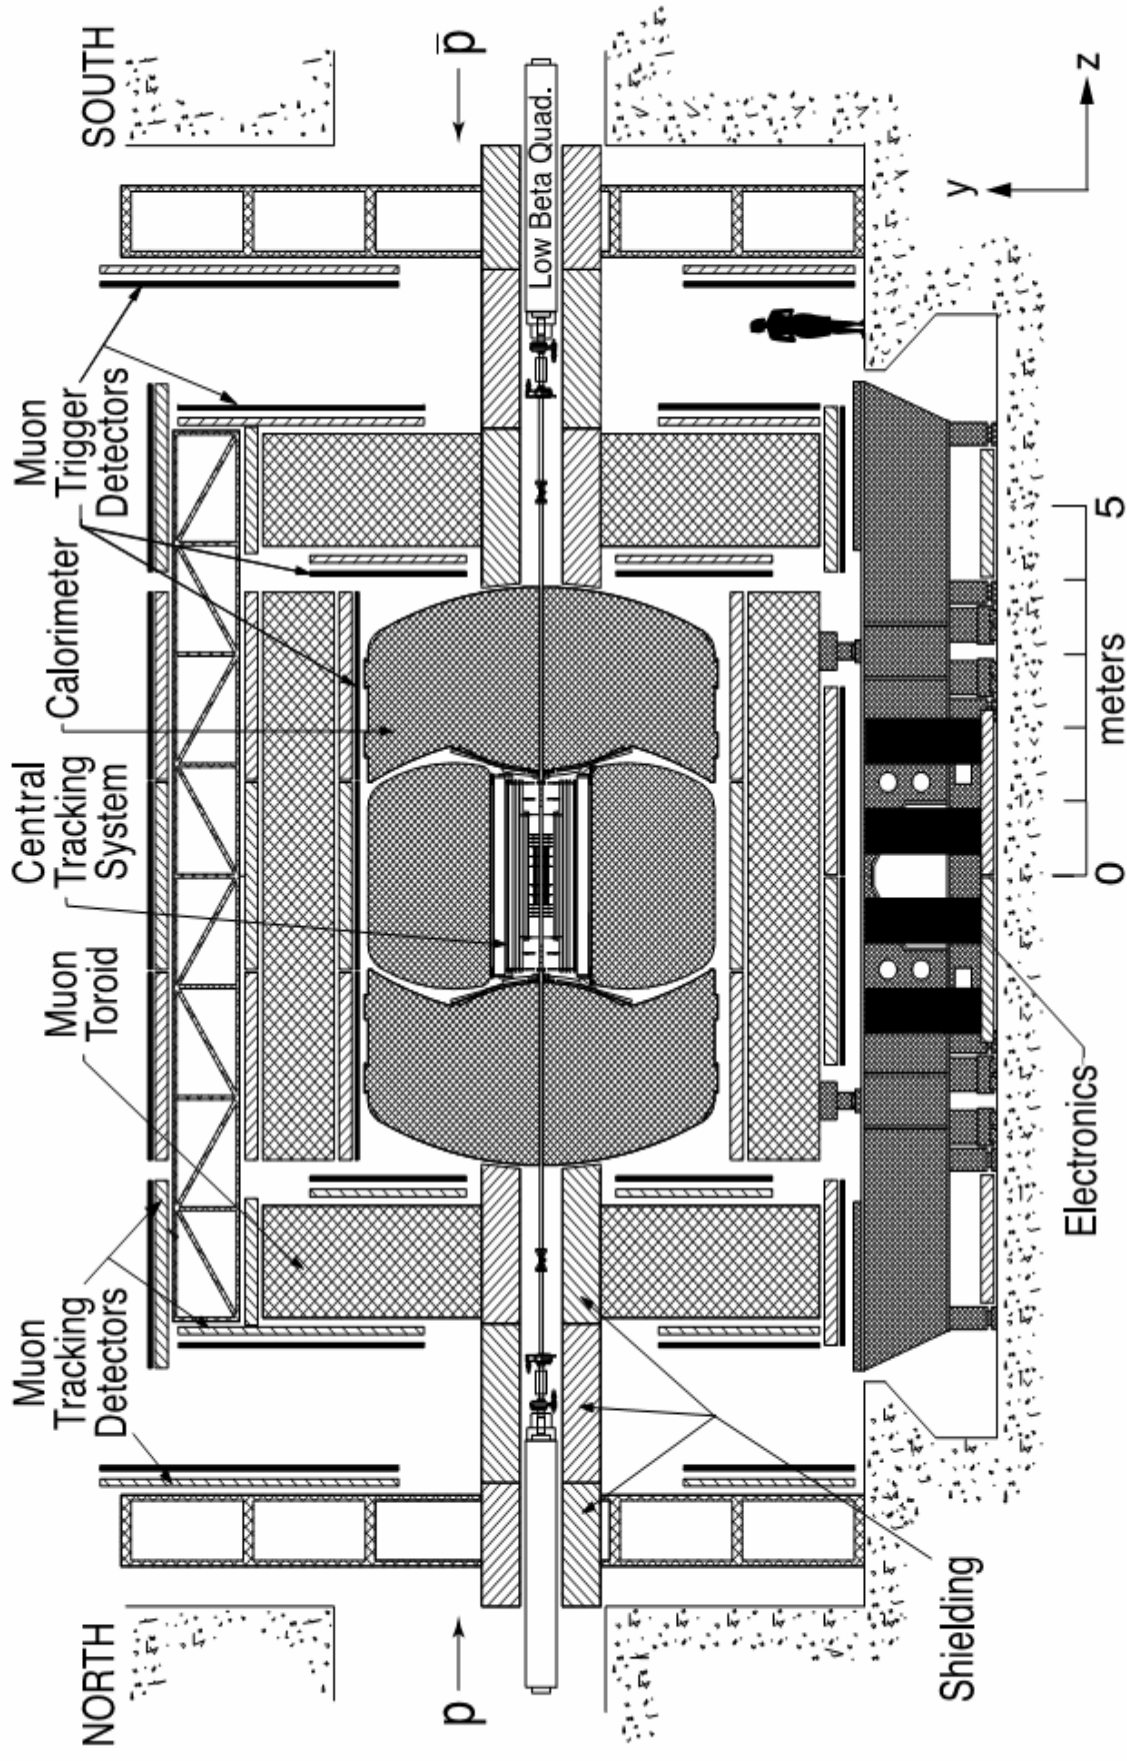 NORTH
SOUTH
Muon
Tracking
Detectors
Muon
Toroid
Central
Tracking
System
Calorimeter
Muon
Trigger
Detectors
p
p̅
Low Beta Quad.
y
z
Shielding
Electronics
0
meters
5